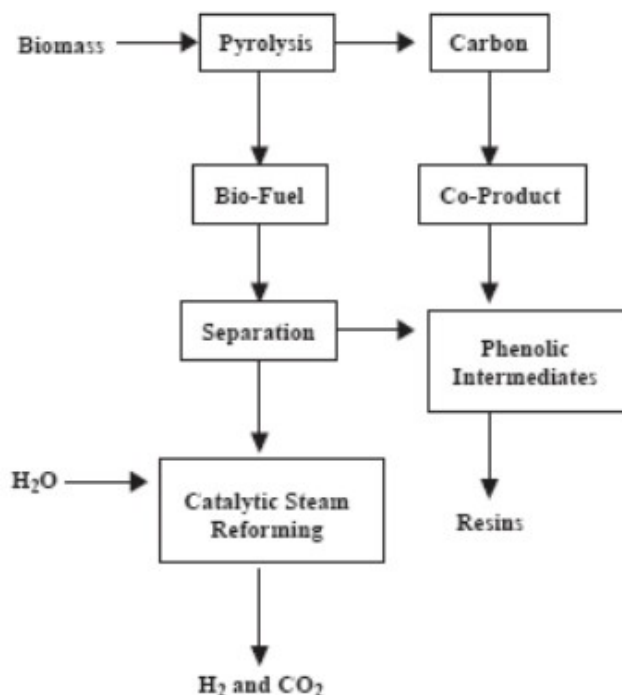 Biomass
Pyrolysis
Carbon
Bio-Fuel
Co-Product
Separation
Phenolic
Intermediates
H₂O
Catalytic Steam
Reforming
Resins
H₂ and CO₂